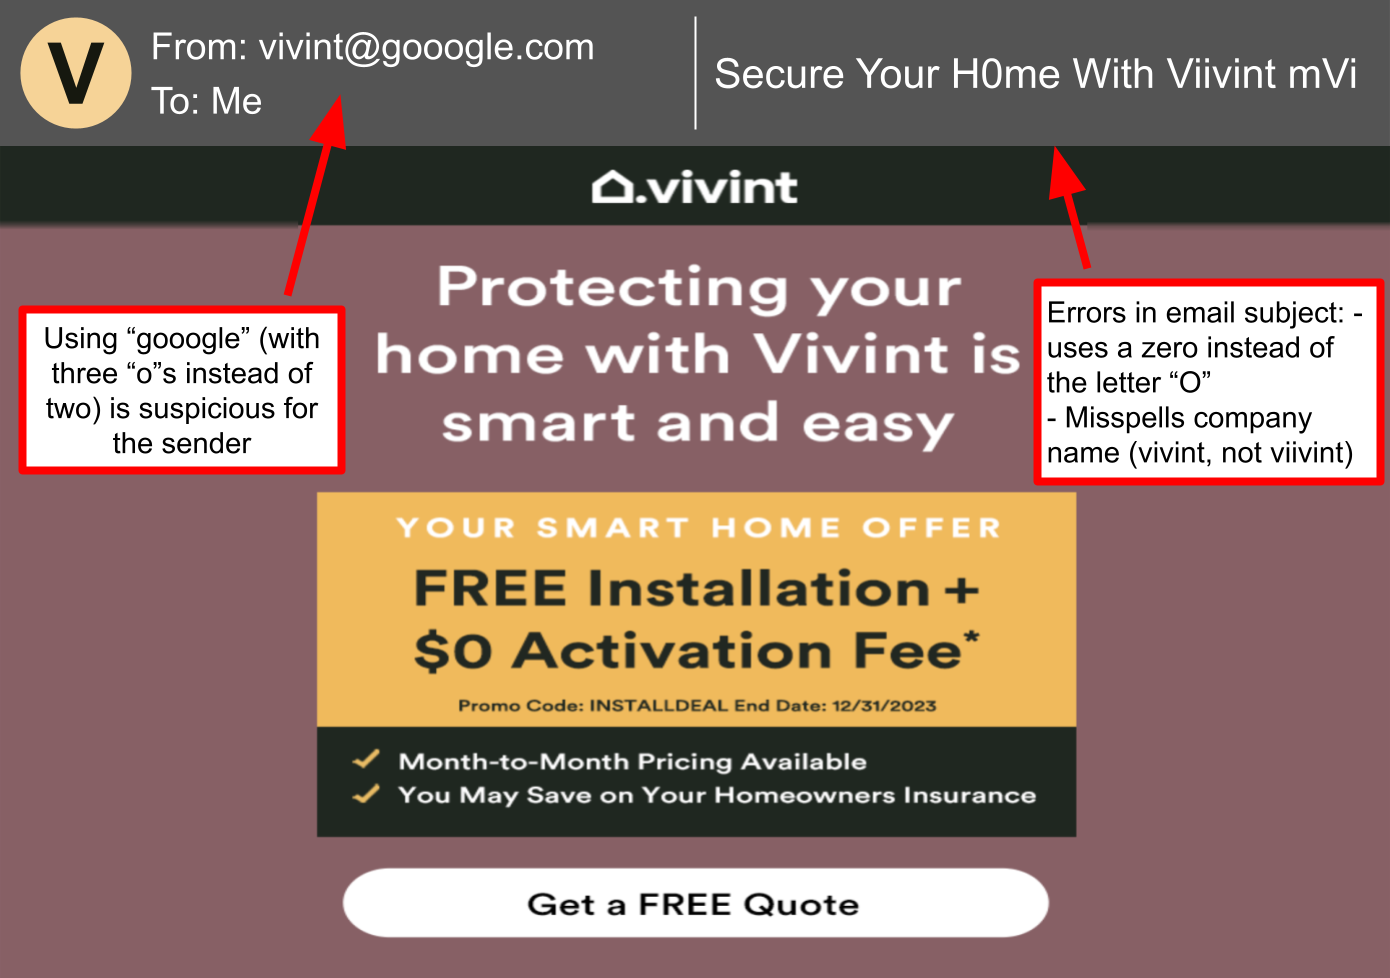 V
From: vivint@gooogle.com
To: Me
Secure Your H0me With Viivint mVi
.vivint
Protecting your
home with Vivint is
smart and easy
Using “gooogle” (with
three “o”s instead of
two) is suspicious for
the sender
Errors in email subject: -
uses a zero instead of
the letter “O”
- Misspells company
name (vivint, not viivint)
YOUR SMART HOME OFFER
FREE Installation +
$0 Activation Fee*
Promo Code: INSTALLDEAL End Date: 12/31/2023
Month-to-Month Pricing Available
You May Save on Your Homeowners Insurance
Get a FREE Quote